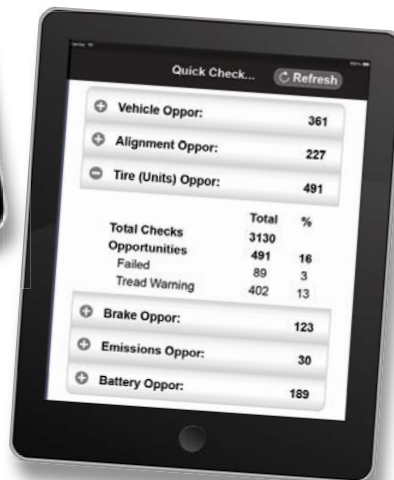 Quick Check... Refresh
Vehicle Oppor: 361
Alignment Oppor: 227
Tire (Units) Oppor: 491
Total %
Total Checks 3130
Opportunities 491 16
Failed 89 3
Tread Warning 402 13
Brake Oppor: 123
Emissions Oppor: 30
Battery Oppor: 189